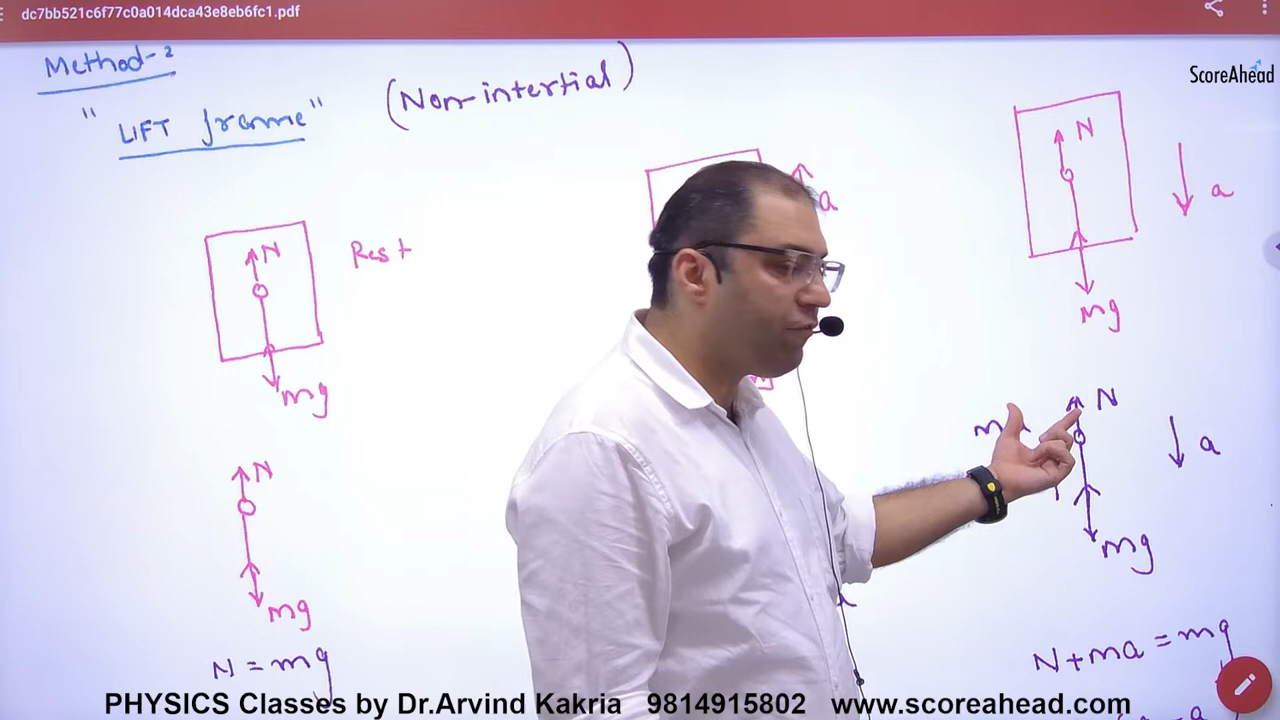 dc7bb521c6f77c0a014dca43e8eb6fc1.pdf
Method-2
ScoreAhead
"LIFT frame" (Non-intertial)
N
Rest
mg
N
mg
N = mg
a
N
a
mg
ma
N
a
mg
N+ma = mg
PHYSICS Classes by Dr.Arvind Kakria 9814915802 www.scoreahead.com